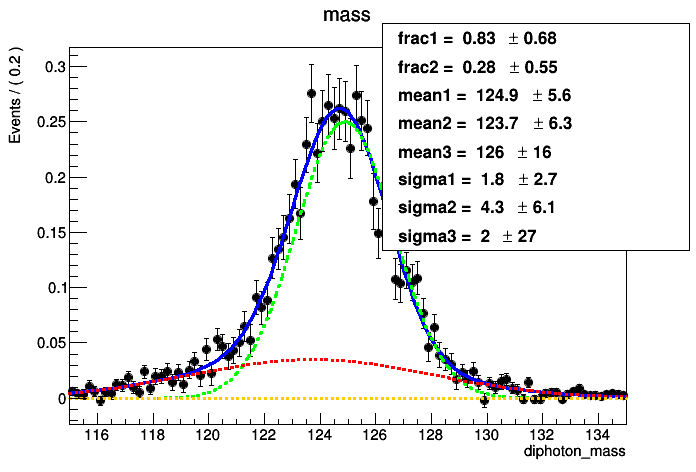 mass
frac1 = 0.83 ± 0.68
frac2 = 0.28 ± 0.55
mean1 = 124.9 ± 5.6
mean2 = 123.7 ± 6.3
mean3 = 126 ± 16
sigma1 = 1.8 ± 2.7
sigma2 = 4.3 ± 6.1
sigma3 = 2 ± 27
Events / ( 0.2 )
0.3
0.25
0.2
0.15
0.1
0.05
0
116 118 120 122 124 126 128 130 132 134
diphoton_mass